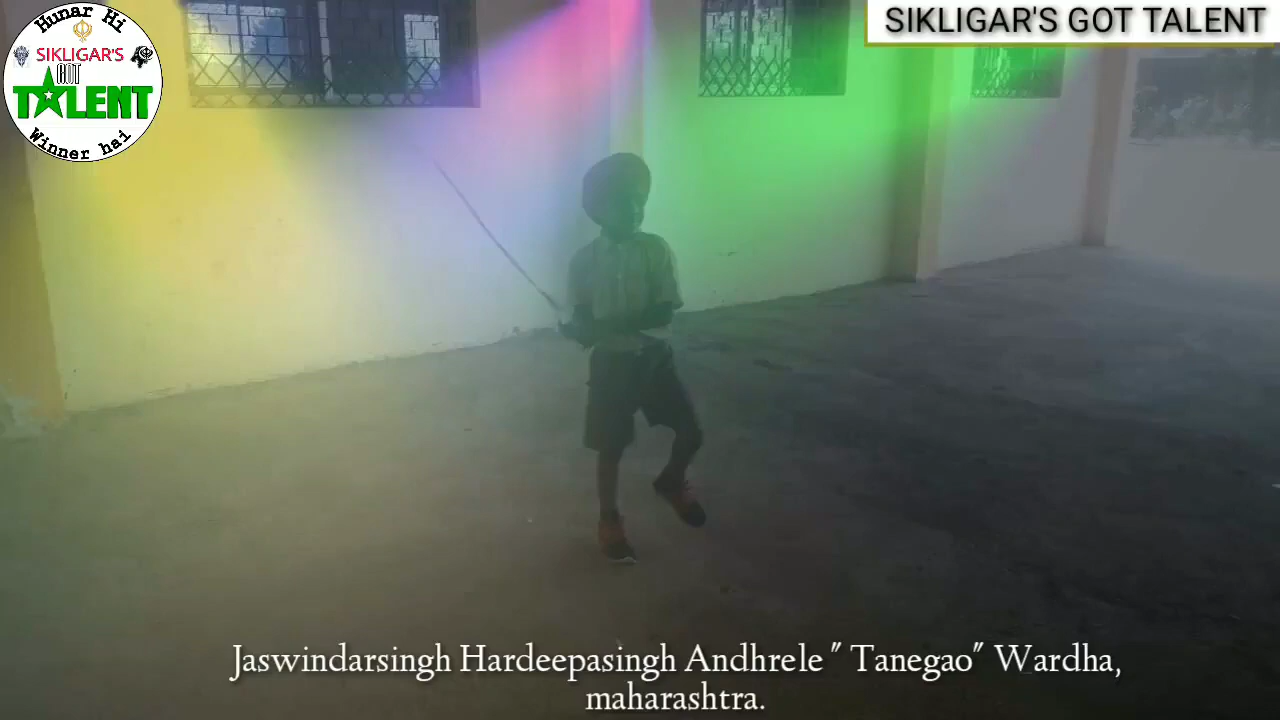 Hunar Hi
SIKLIGAR'S
GOT
TALENT
Winner hai
SIKLIGAR'S GOT TALENT
Jaswindarsingh Hardeepasingh Andhrele " Tanegao" Wardha,
maharashtra.